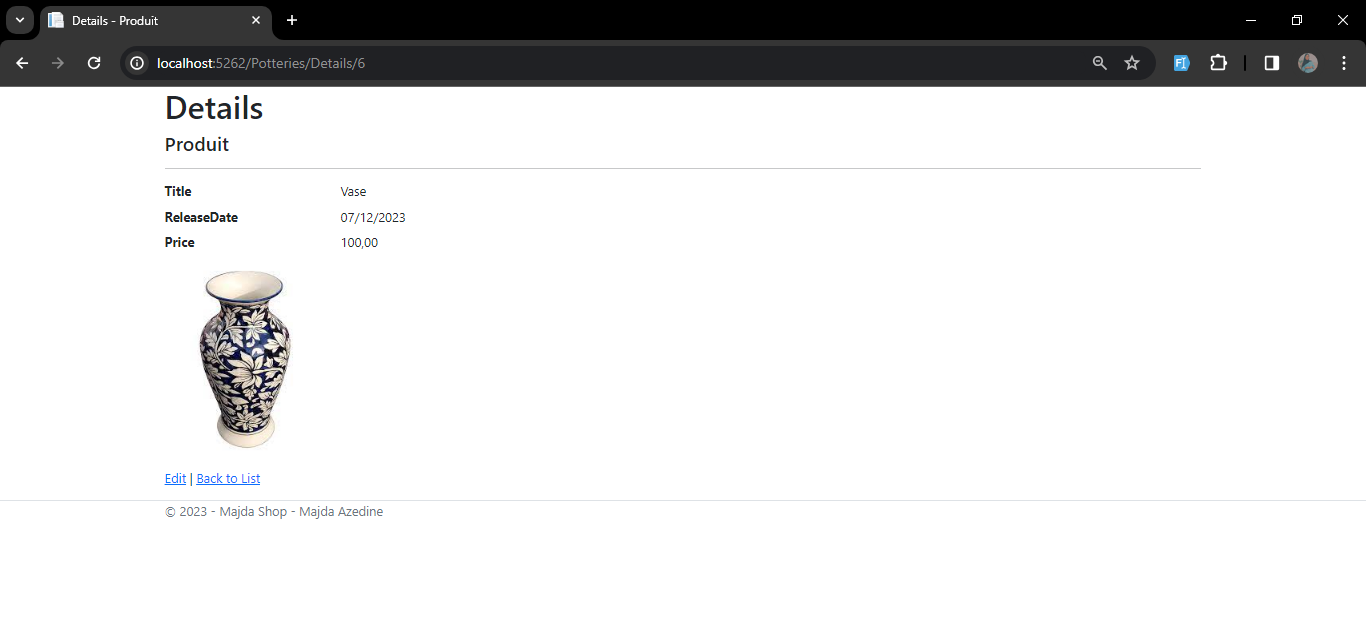 Details - Produit
localhost:5262/Potteries/Details/6
Details
Produit
Title Vase
ReleaseDate 07/12/2023
Price 100,00
Edit | Back to List
© 2023 - Majda Shop - Majda Azedine